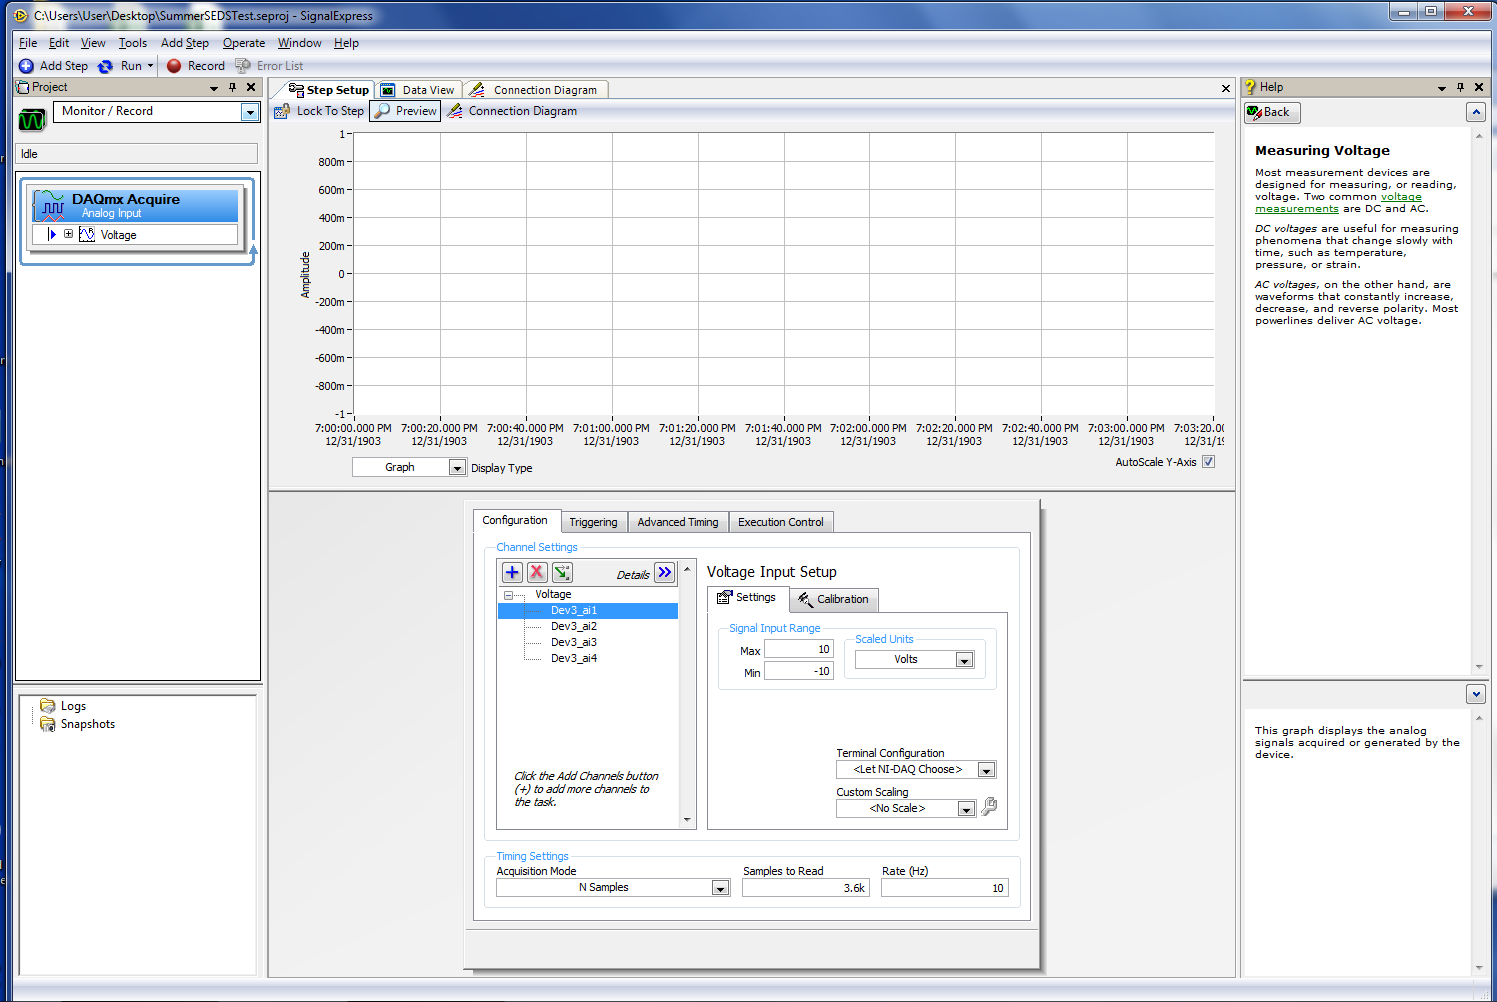 C:\Users\User\Desktop\SummerSEDSTest.seproj - SignalExpress
File Edit View Tools Add Step Operate Window Help
Add Step Run Record Error List
Project
Monitor / Record
Idle
DAQmx Acquire
Analog Input
Voltage
Logs
Snapshots
Step Setup Data View Connection Diagram
Lock To Step Preview Connection Diagram
1
800m
600m
400m
200m
0
-200m
-400m
-600m
-800m
-1
Amplitude
7:00:00.000 PM 7:00:20.000 PM 7:00:40.000 PM 7:01:00.000 PM 7:01:20.000 PM 7:01:40.000 PM 7:02:00.000 PM 7:02:20.000 PM 7:02:40.000 PM 7:03:00.000 PM 7:03:20.0
12/31/1903 12/31/1903 12/31/1903 12/31/1903 12/31/1903 12/31/1903 12/31/1903 12/31/1903 12/31/1903 12/31/1903 12/31/1
Graph Display Type
AutoScale Y-Axis
Configuration Triggering Advanced Timing Execution Control
Channel Settings
Details
Voltage
Dev3_ai1
Dev3_ai2
Dev3_ai3
Dev3_ai4
Click the Add Channels button
(+) to add more channels to
the task.
Voltage Input Setup
Settings Calibration
Signal Input Range
Max 10
Min -10
Scaled Units
Volts
Terminal Configuration
<Let NI-DAQ Choose>
Custom Scaling
<No Scale>
Timing Settings
Acquisition Mode Samples to Read Rate (Hz)
N Samples 3.6k 10
Help
Back
Measuring Voltage
Most measurement devices are
designed for measuring, or reading,
voltage. Two common voltage
measurements are DC and AC.
DC voltages are useful for measuring
phenomena that change slowly with
time, such as temperature,
pressure, or strain.
AC voltages, on the other hand, are
waveforms that constantly increase,
decrease, and reverse polarity. Most
powerlines deliver AC voltage.
This graph displays the analog
signals acquired or generated by the
device.